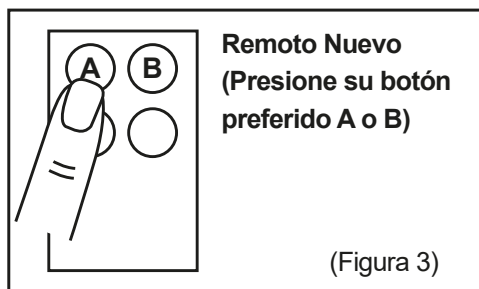 A B
Remoto Nuevo
(Presione su botón
preferido A o B)
(Figura 3)